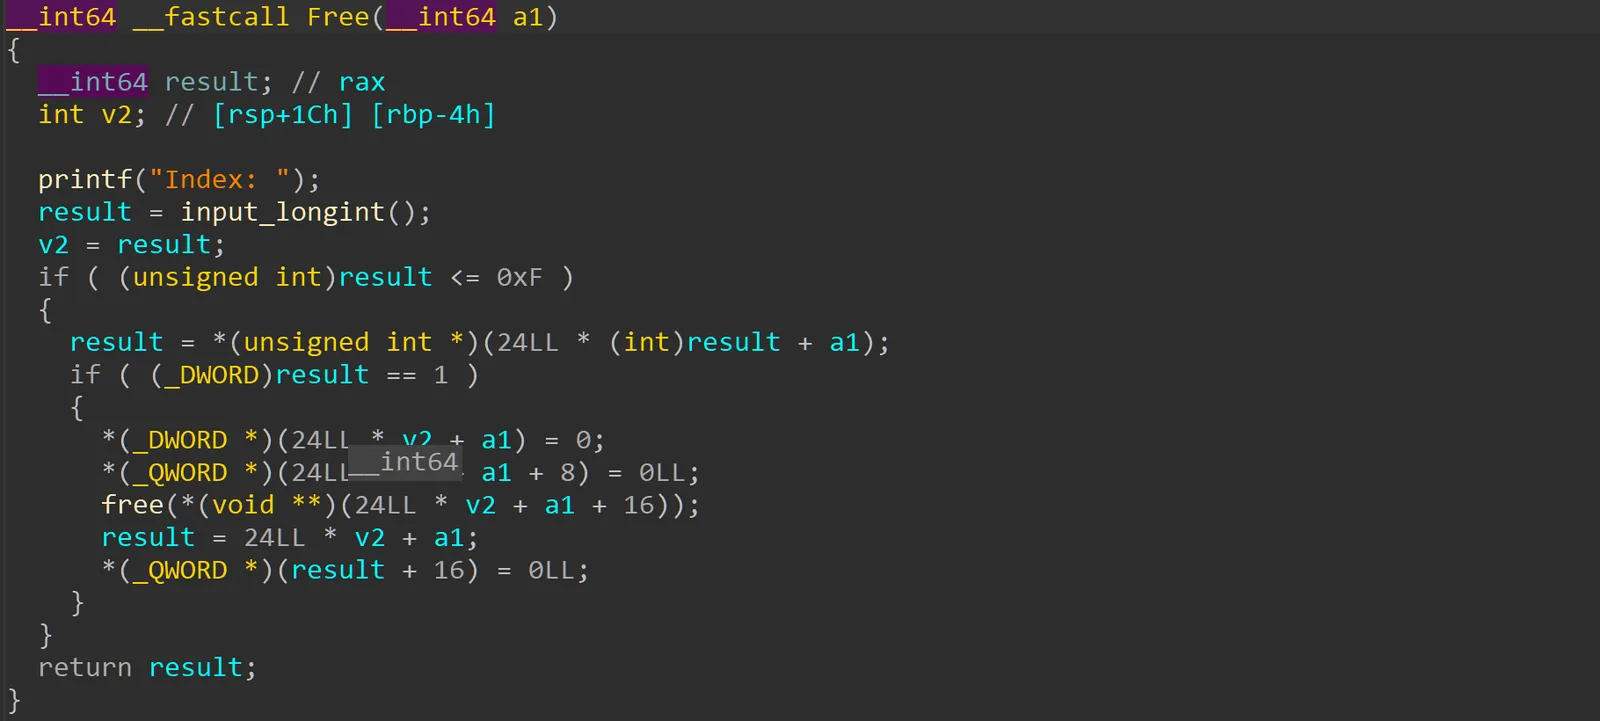 __int64 __fastcall Free(__int64 a1)
{
  __int64 result; // rax
  int v2; // [rsp+1Ch] [rbp-4h]

  printf("Index: ");
  result = input_longint();
  v2 = result;
  if ( (unsigned int)result <= 0xF )
  {
    result = *(unsigned int *)(24LL * (int)result + a1);
    if ( (_DWORD)result == 1 )
    {
      *(_DWORD *)(24LL * v2 + a1) = 0;
      *(_QWORD *)(24LL __int64 a1 + 8) = 0LL;
      free(*(void **)(24LL * v2 + a1 + 16));
      result = 24LL * v2 + a1;
      *(_QWORD *)(result + 16) = 0LL;
    }
  }
  return result;
}